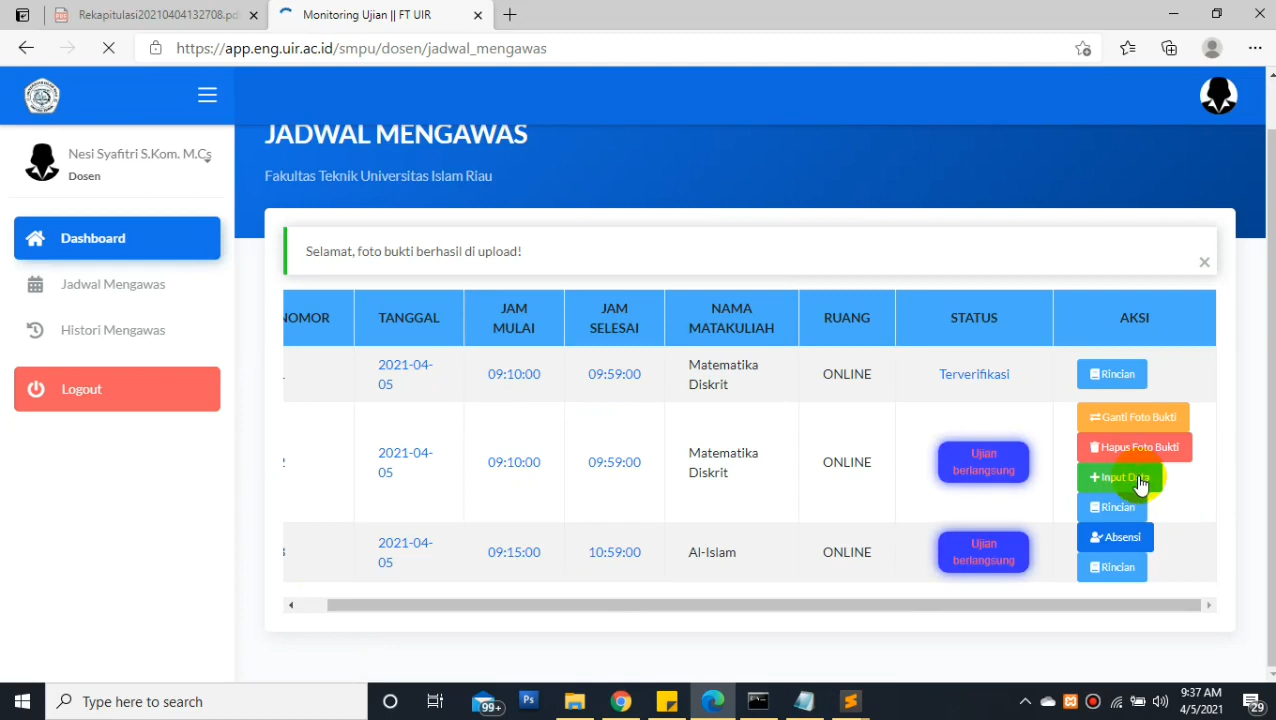 Rekapitulasi20210404132708.pd
Monitoring Ujian || FT UIR
https://app.eng.uir.ac.id/smpu/dosen/jadwal_mengawas
Nesi Syafitri S.Kom. M.Cs
Dosen
Dashboard
Jadwal Mengawas
Histori Mengawas
Logout
JADWAL MENGAWAS
Fakultas Teknik Universitas Islam Riau
Selamat, foto bukti berhasil di upload!
NOMOR TANGGAL JAM MULAI JAM SELESAI NAMA MATAKULIAH RUANG STATUS AKSI
2021-04-05 09:10:00 09:59:00 Matematika Diskrit ONLINE Terverifikasi Rincian
2021-04-05 09:10:00 09:59:00 Matematika Diskrit ONLINE Ujian berlangsung
Ganti Foto Bukti
Hapus Foto Bukti
Input Data
Rincian
2021-04-05 09:15:00 10:59:00 Al-Islam ONLINE Ujian berlangsung
Absensi
Rincian
Type here to search
99+
Ps
9:37 AM
4/5/2021
29